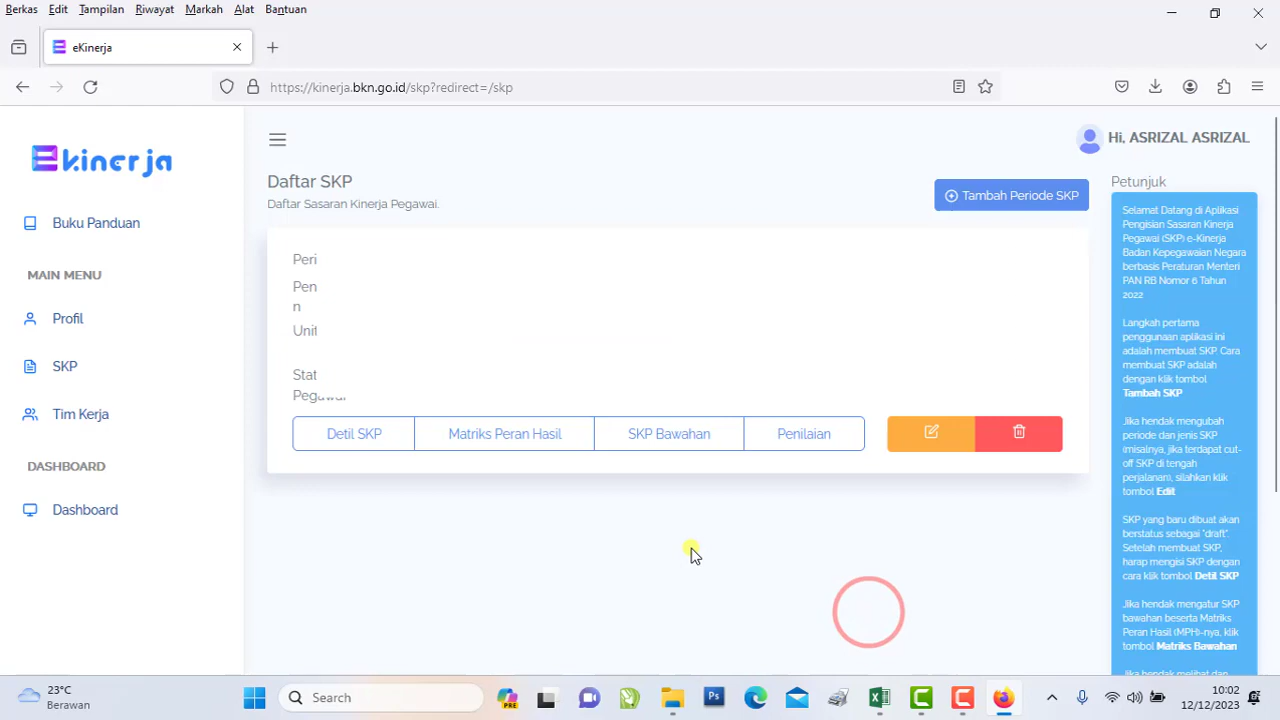 Berkas Edit Tampilan Riwayat Markah Alat Bantuan
eKinerja
https://kinerja.bkn.go.id/skp?redirect=/skp
Ekinerja
Buku Panduan
MAIN MENU
Profil
SKP
Tim Kerja
DASHBOARD
Dashboard
Hi, ASRIZAL ASRIZAL
Daftar SKP
Daftar Sasaran Kinerja Pegawai.
Tambah Periode SKP
Peri
Pen
n
Unit
Stat
Pegawai
Detil SKP
Matriks Peran Hasil
SKP Bawahan
Penilaian
Petunjuk
Selamat Datang di Aplikasi
Pengisian Sasaran Kinerja
Pegawai (SKP) e-Kinerja
Badan Kepegawaian Negara
berbasis Peraturan Menteri
PAN RB Nomor 6 Tahun
2022
Langkah pertama
penggunaan aplikasi ini
adalah membuat SKP. Cara
membuat SKP adalah
dengan klik tombol
Tambah SKP
Jika hendak mengubah
periode dan jenis SKP
(misalnya, jika terdapat cut-
off SKP di tengah
perjalanan), silahkan klik
tombol Edit
SKP yang baru dibuat akan
berstatus sebagai "draft".
Setelah membuat SKP,
harap mengisi SKP dengan
cara klik tombol Detil SKP
Jika hendak mengatur SKP
bawahan beserta Matriks
Peran Hasil (MPH)-nya, klik
tombol Matriks Bawahan
23°C
Berawan
Search
PRE
Ps
10:02
12/12/2023